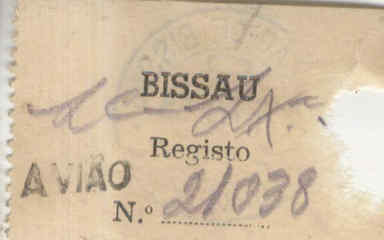 BISSAU
Registo
AVIÃO
N.º 21038